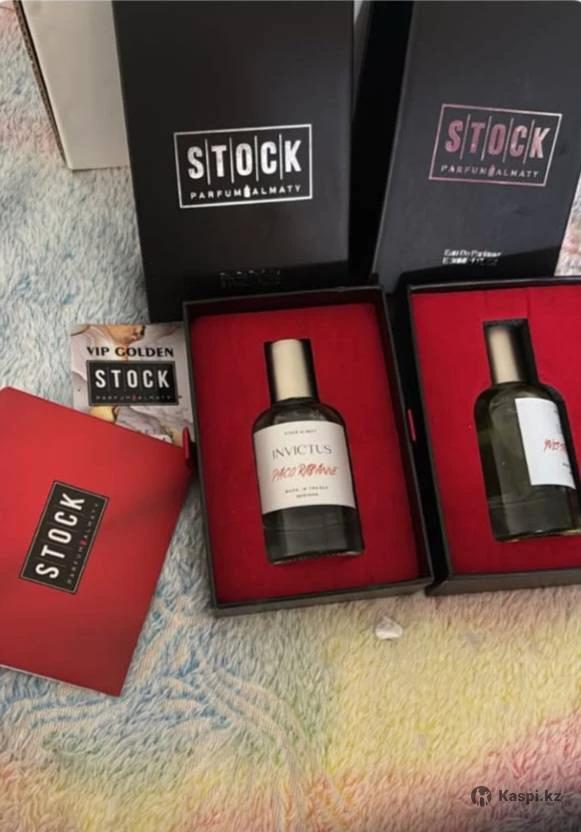 STOCK
PARFUM ALMATY
STOCK
PARFUM ALMATY
Eau De Parfum
VIP GOLDEN
STOCK
PARFUM ALMATY
INVICTUS
PACO RABANNE
MADE IN FRANCE
STOCK
PARFUM ALMATY
Kaspi.kz